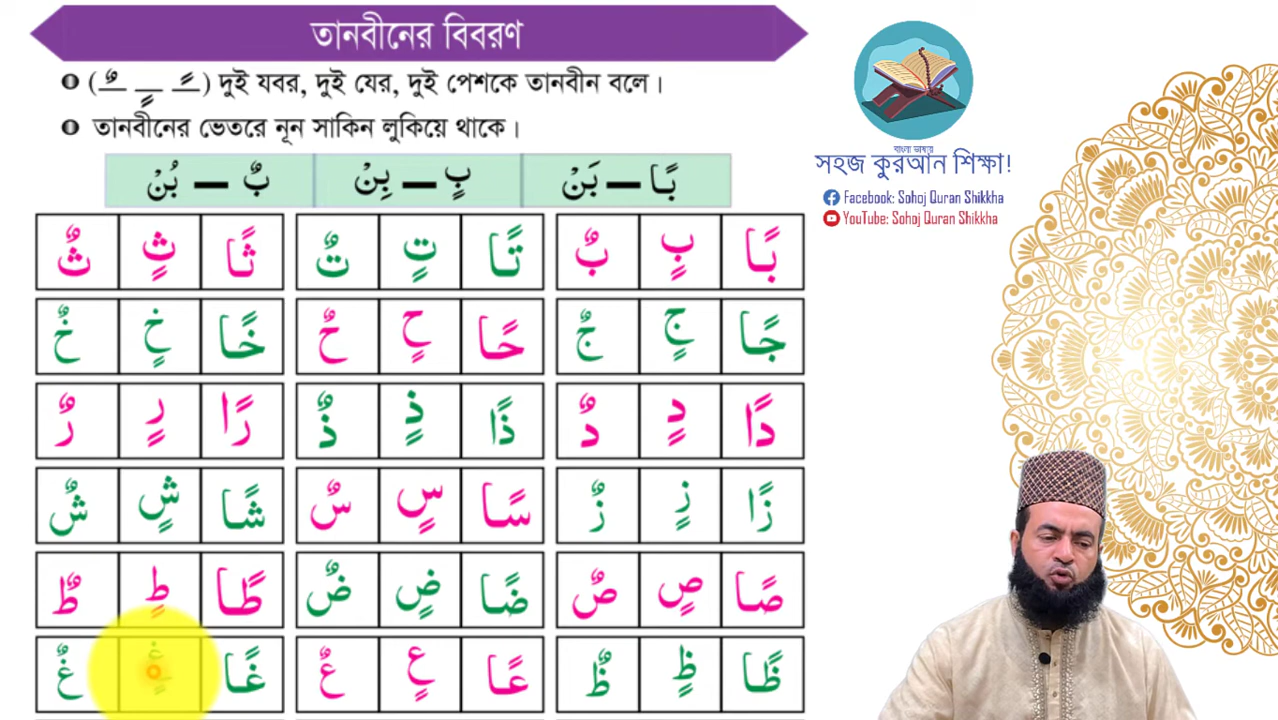 তানবীনের বিবরণ
( ـً ـٍ ـٌ ) দুই যবর, দুই যের, দুই পেশকে তানবীন বলে।
তানবীনের ভেতরে নূন সাকিন লুকিয়ে থাকে।
بًا — بَنْ بٍ — بِنْ بٌ — بُنْ
بًا بٍ بٌ تًا تٍ تٌ ثًا ثٍ ثٌ
جًا جٍ جٌ حًا حٍ حٌ خًا خٍ خٌ
دًا دٍ دٌ ذًا ذٍ ذٌ رًا رٍ رٌ
زًا زٍ زٌ سًا سٍ سٌ شًا شٍ شٌ
صًا صٍ صٌ ضًا ضٍ ضٌ طًا طٍ طٌ
ظًا ظٍ ظٌ عًا عٍ عٌ غًا غٍ غٌ
বাংলা ভাষায়
সহজ কুরআন শিক্ষা!
Facebook: Sohoj Quran Shikkha
YouTube: Sohoj Quran Shikkha